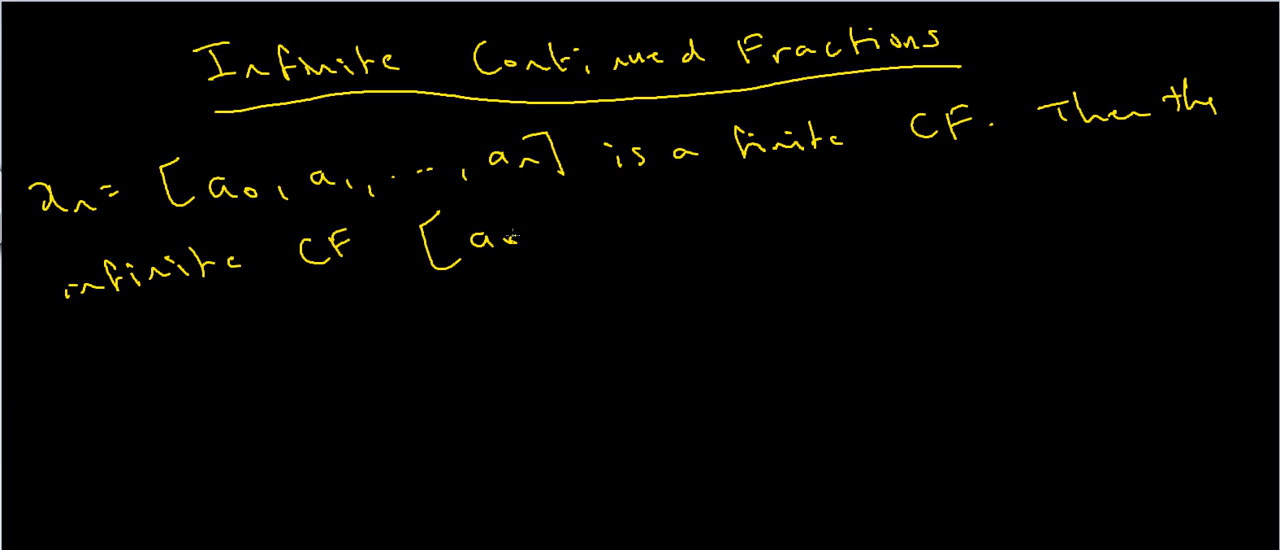 Infinite Continued Fractions
xn = [a0, a1, ..., an] is a finite CF. Then the
infinite CF [a0